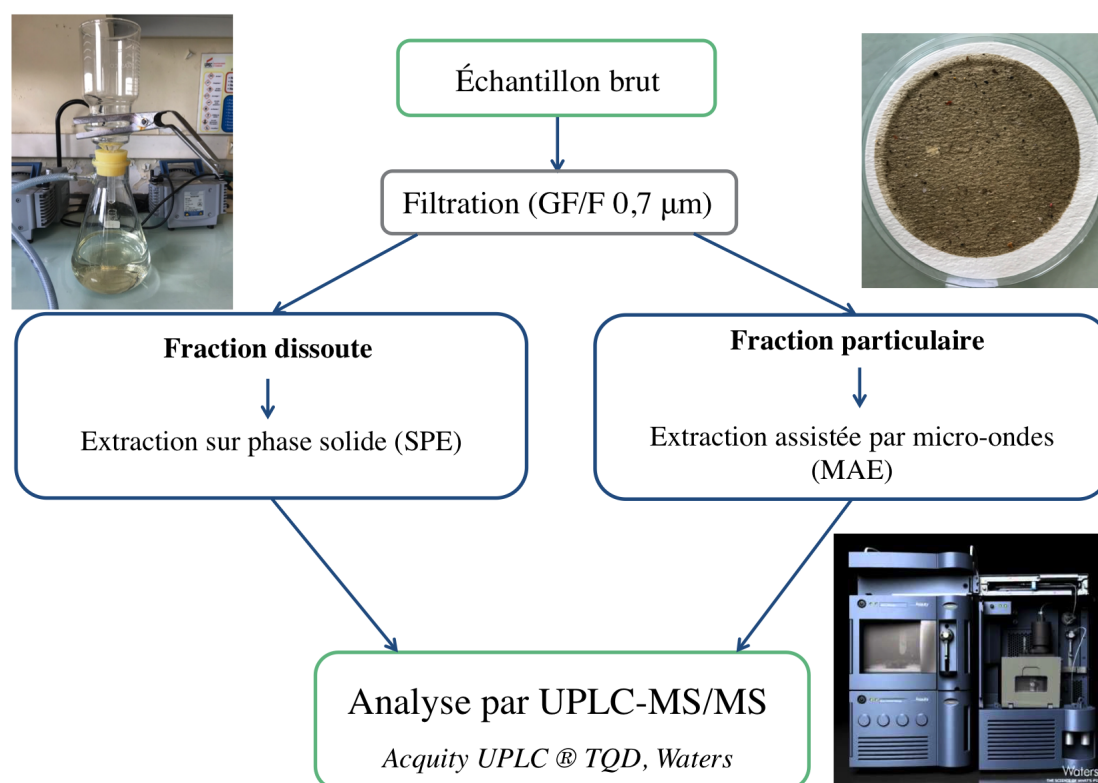 Échantillon brut
Filtration (GF/F 0,7 μm)
Fraction dissoute
Extraction sur phase solide (SPE)
Fraction particulaire
Extraction assistée par micro-ondes
(MAE)
Analyse par UPLC-MS/MS
Acquity UPLC ® TQD, Waters
Waters